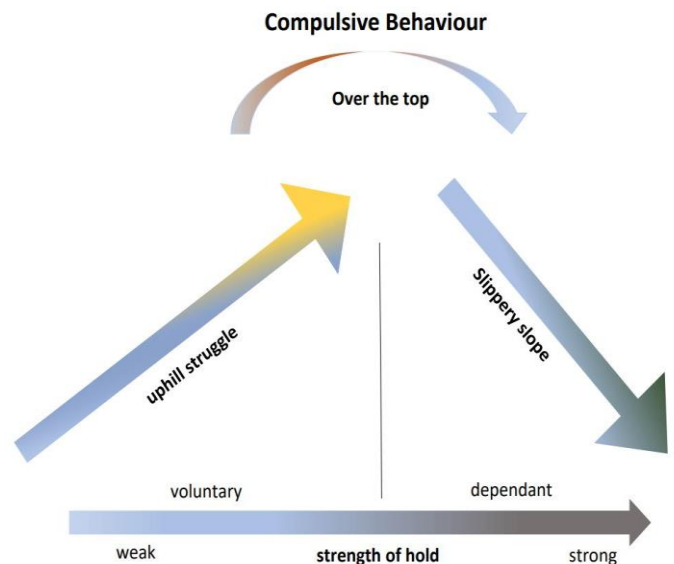 Compulsive Behaviour
Over the top
uphill struggle
Slippery slope
voluntary
dependant
weak
strength of hold
strong